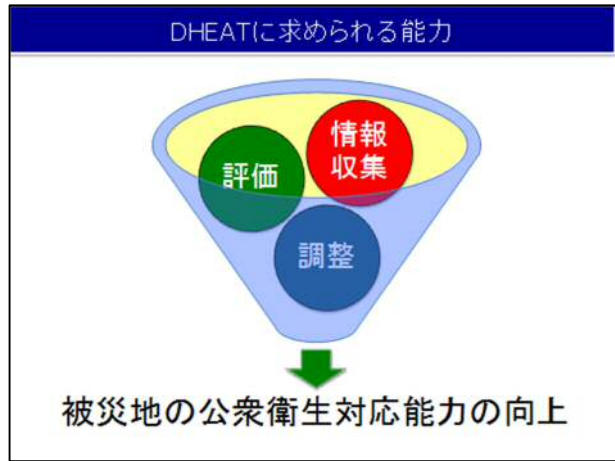 DHEATに求められる能力
情報
収集
評価
調整
被災地の公衆衛生対応能力の向上